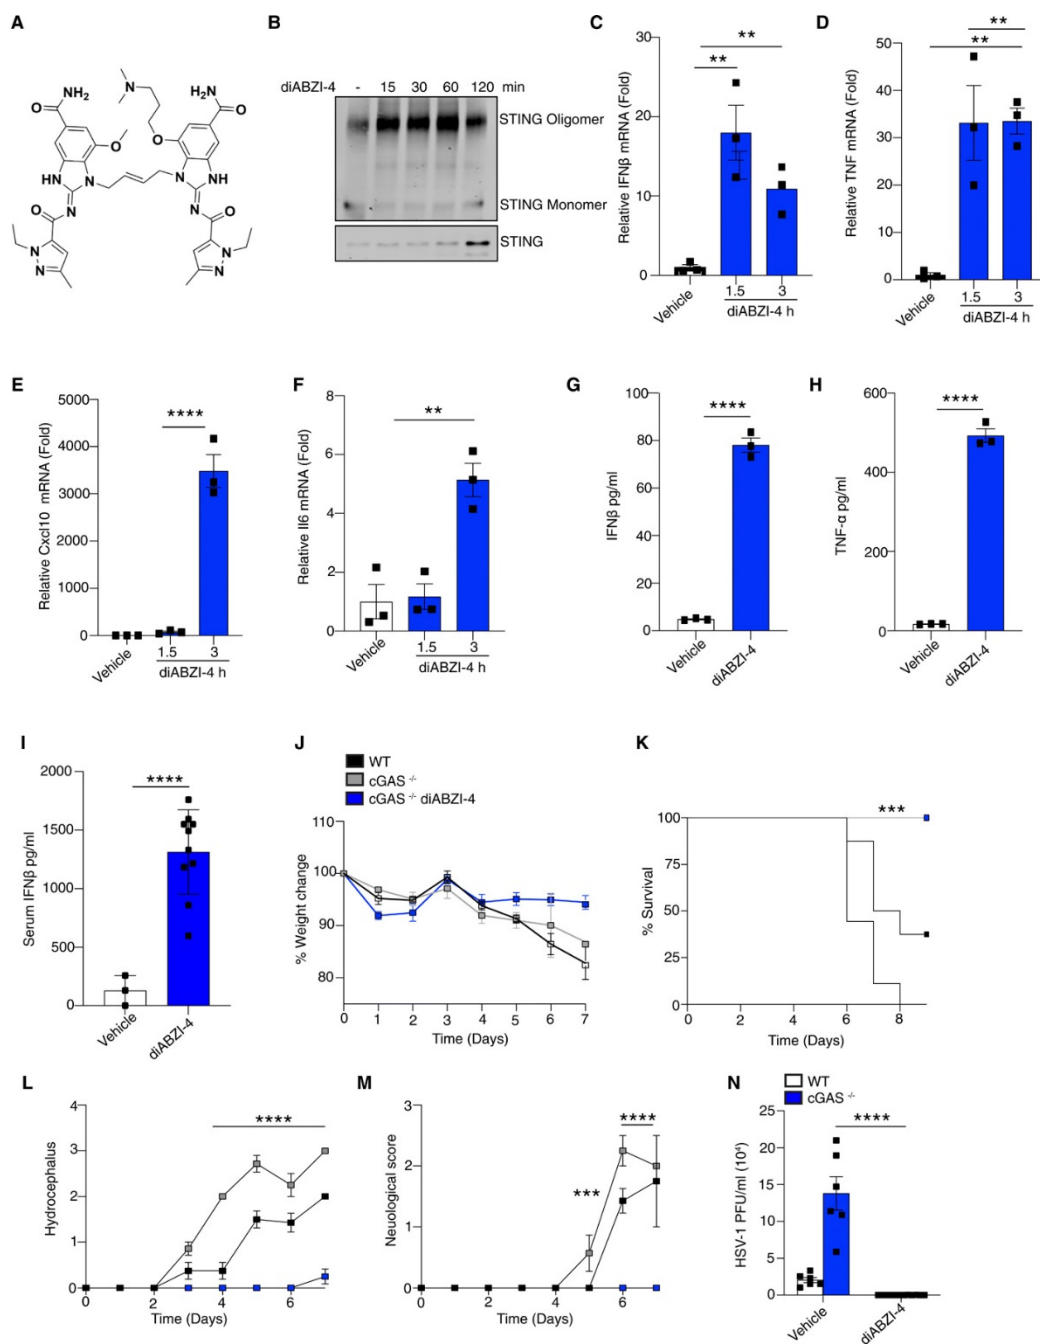 A
NH₂
O
N
O
H₂N
O
O
HN
N
N
NH
N
N
O
O
N
N
N
N
B
diABZI-4 - 15 30 60 120 min
STING Oligomer
STING Monomer
STING
C
Relative IFNβ mRNA (Fold)
30
20
10
0
**
**
Vehicle
1.5 3
diABZI-4 h
D
Relative TNF mRNA (Fold)
50
40
30
20
10
0
**
**
Vehicle
1.5 3
diABZI-4 h
E
Relative Cxcl10 mRNA (Fold)
5000
4000
3000
2000
1000
0
****
Vehicle
1.5 3
diABZI-4 h
F
Relative Il6 mRNA (Fold)
8
6
4
2
0
**
Vehicle
1.5 3
diABZI-4 h
G
IFNβ pg/ml
100
80
60
40
20
0
****
Vehicle
diABZI-4
H
TNF-α pg/ml
600
400
200
0
****
Vehicle
diABZI-4
I
Serum IFNβ pg/ml
2000
1500
1000
500
0
****
Vehicle
diABZI-4
J
WT
cGAS -/-
cGAS -/- diABZI-4
% Weight change
110
100
90
80
0 1 2 3 4 5 6 7
Time (Days)
K
% Survival
100
75
50
25
0
***
0 2 4 6 8
Time (Days)
L
Hydrocephalus
4
3
2
1
0
****
0 2 4 6
Time (Days)
M
Neuological score
3
2
1
0
***
****
0 2 4 6
Time (Days)
N
WT
cGAS -/-
HSV-1 PFU/ml (10⁴)
25
20
15
10
5
0
****
Vehicle
diABZI-4